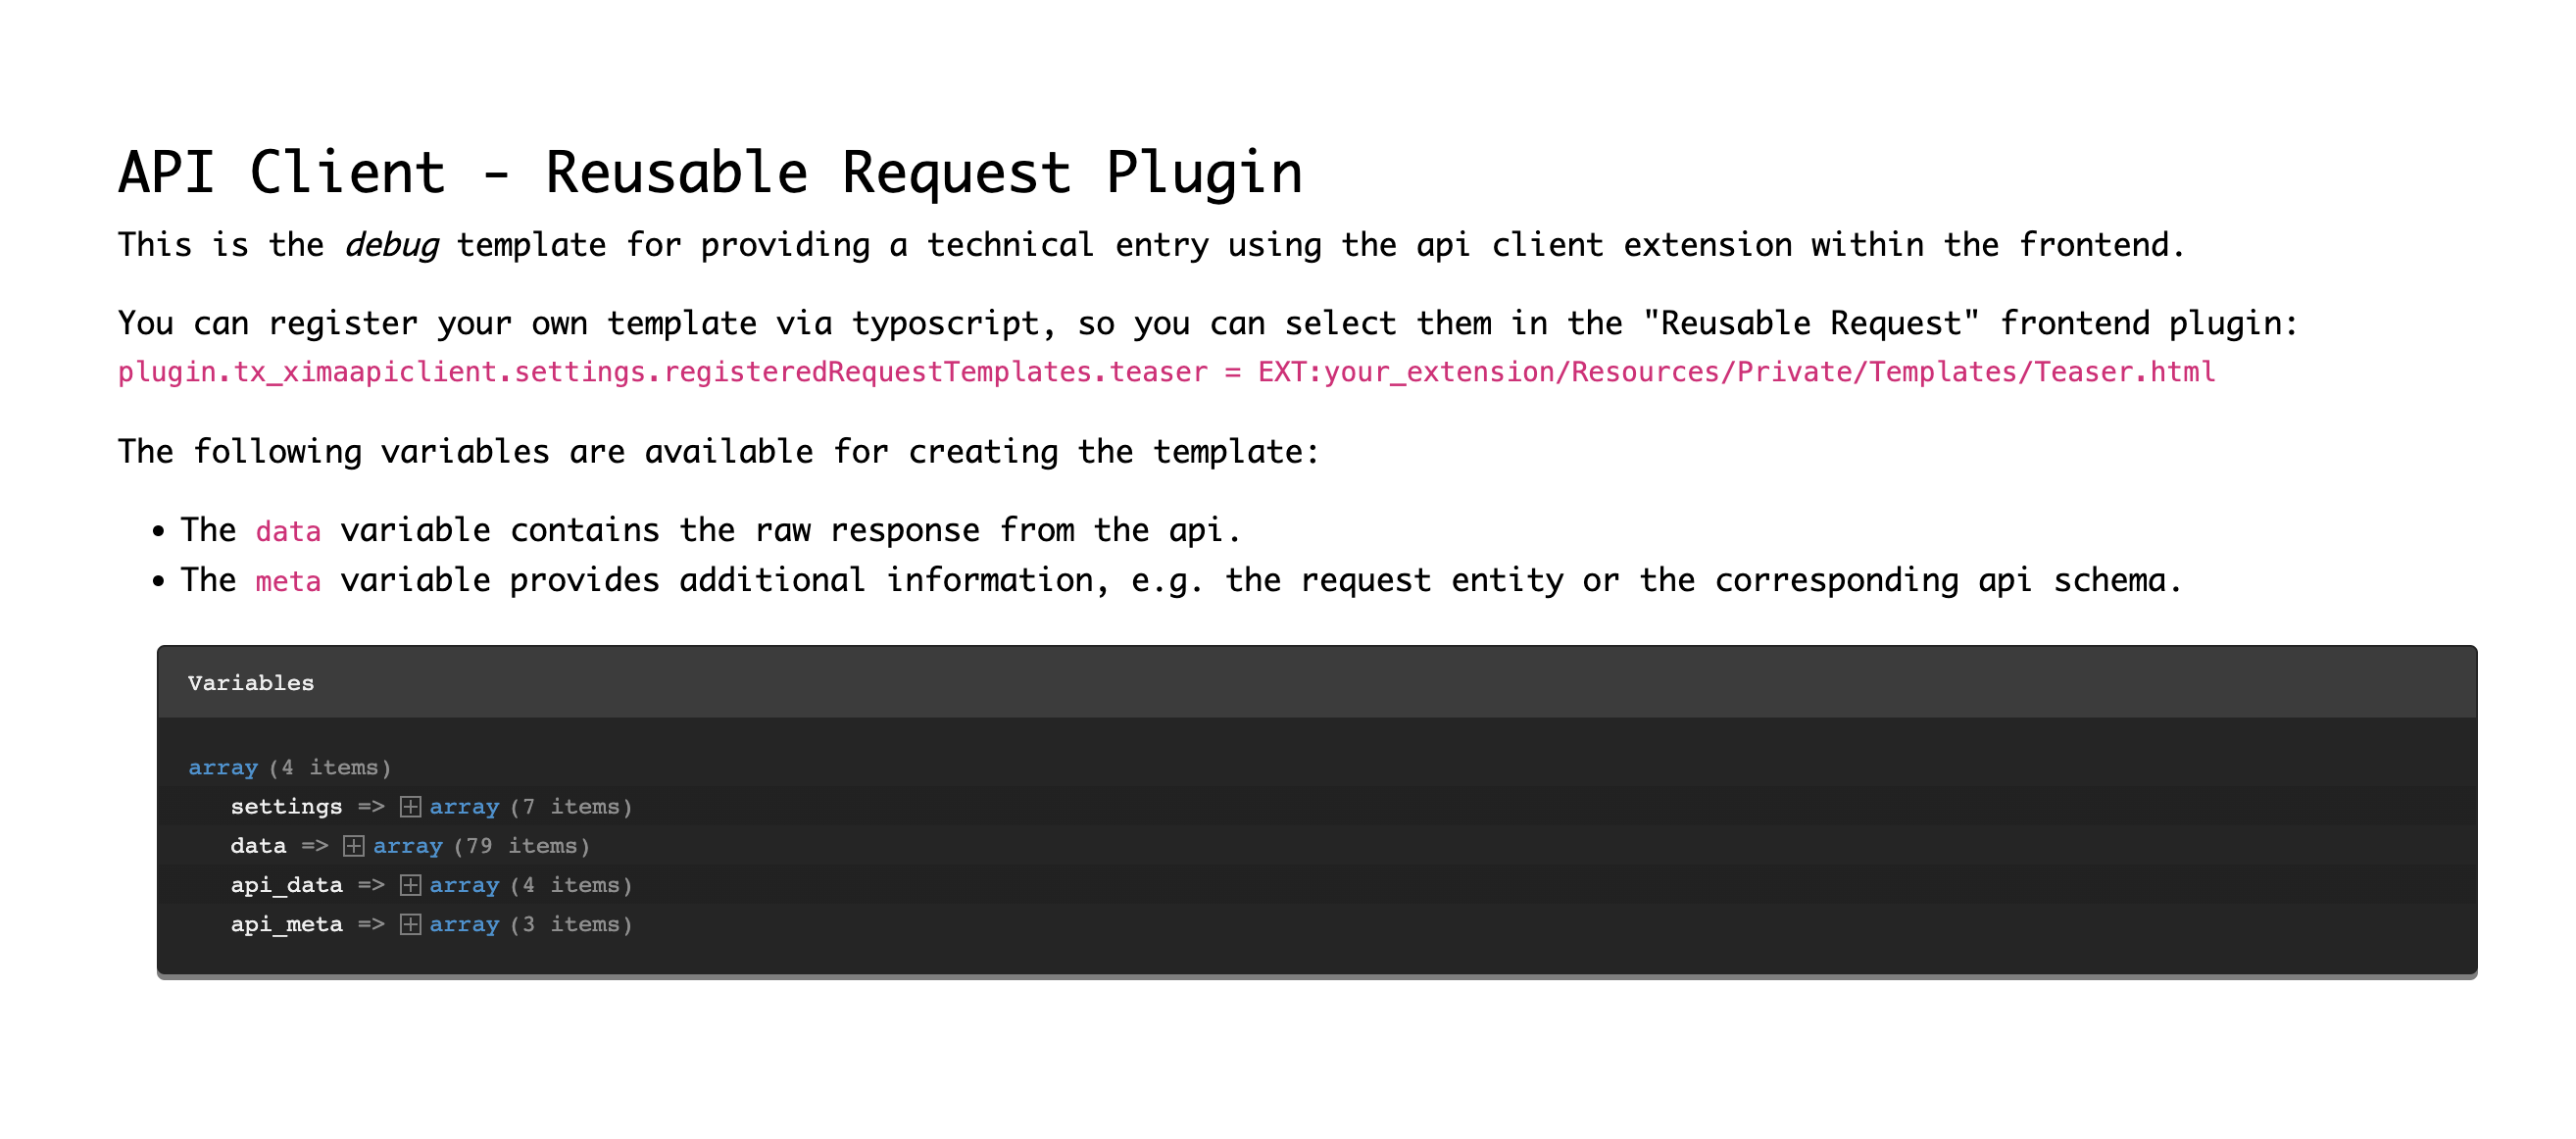 API Client - Reusable Request Plugin
This is the debug template for providing a technical entry using the api client extension within the frontend.
You can register your own template via typoscript, so you can select them in the "Reusable Request" frontend plugin:
plugin.tx_ximaapiclient.settings.registeredRequestTemplates.teaser = EXT:your_extension/Resources/Private/Templates/Teaser.html
The following variables are available for creating the template:
• The data variable contains the raw response from the api.
• The meta variable provides additional information, e.g. the request entity or the corresponding api schema.
Variables
array (4 items)
settings => array (7 items)
data => array (79 items)
api_data => array (4 items)
api_meta => array (3 items)